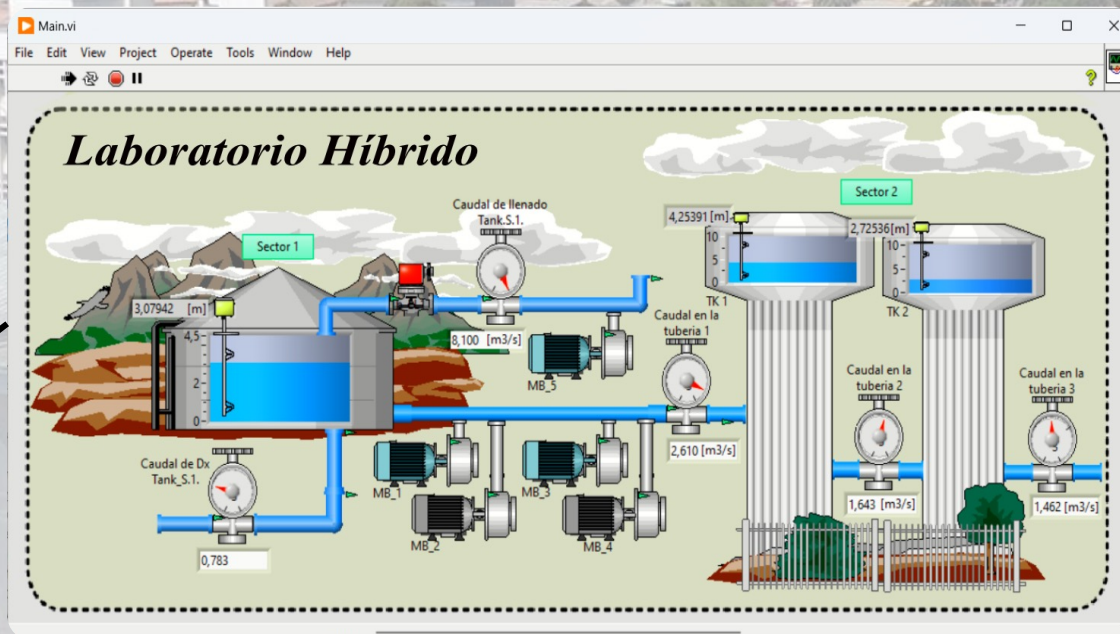 Main.vi
File Edit View Project Operate Tools Window Help
Laboratorio Híbrido
Sector 1
Caudal de llenado
Tank.S.1.
Sector 2
4,25391 [m]
2,72536[m]
10
5
0
TK 1
10
5
0
TK 2
3,07942 [m]
4,5
2
0
8,100 [m3/s]
MB_5
Caudal en la
tuberia 1
2,610 [m3/s]
Caudal en la
tuberia 2
1,643 [m3/s]
Caudal en la
tuberia 3
1,462 [m3/s]
Caudal de Dx
Tank_S.1.
0,783
MB_1
MB_2
MB_3
MB_4